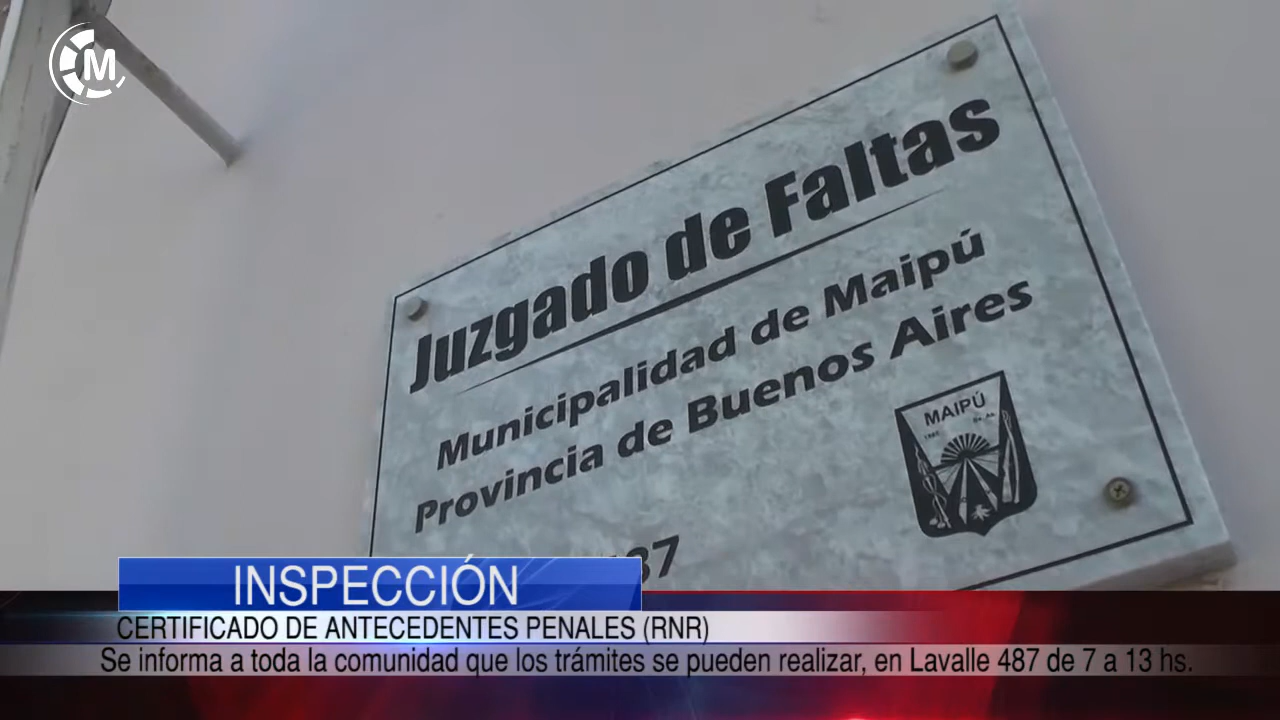 M
Juzgado de Faltas
Municipalidad de Maipú
Provincia de Buenos Aires
MAIPÚ
87
INSPECCIÓN
CERTIFICADO DE ANTECEDENTES PENALES (RNR)
Se informa a toda la comunidad que los trámites se pueden realizar, en Lavalle 487 de 7 a 13 hs.